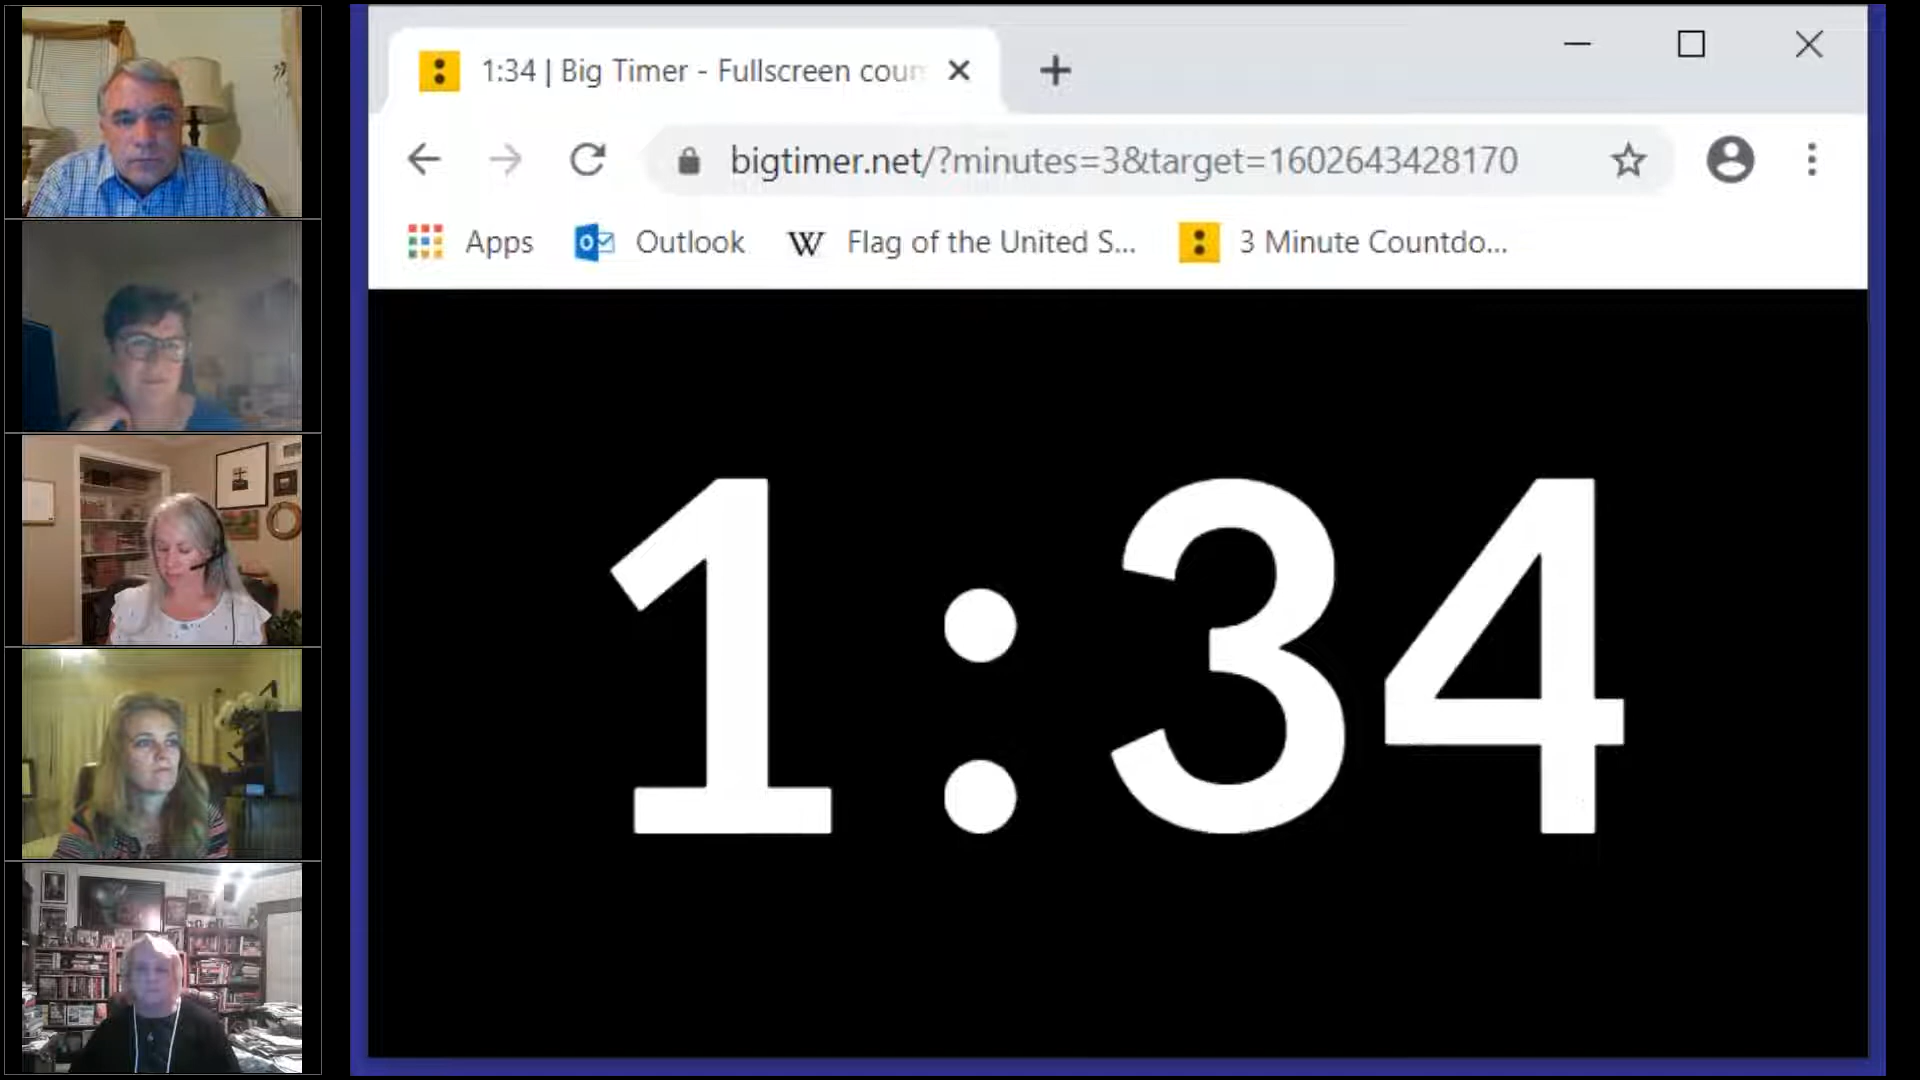 1:34 | Big Timer - Fullscreen coun
bigtimer.net/?minutes=3&target=1602643428170
Apps
Outlook
W Flag of the United S...
3 Minute Countdo...
1:34